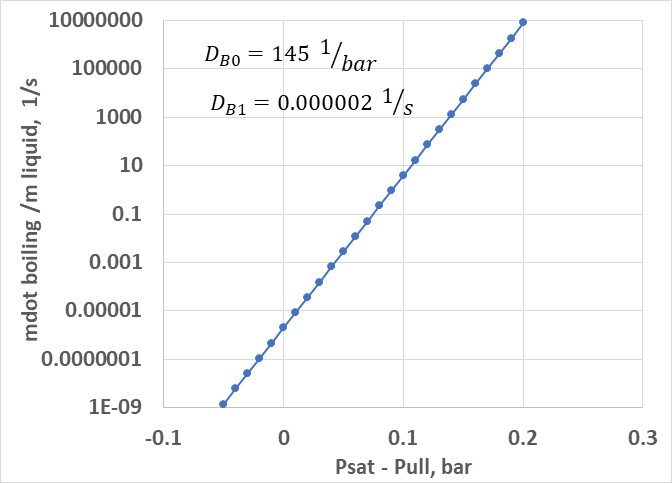 10000000
100000
1000
10
0.1
0.001
0.00001
0.0000001
1E-09
mdot boiling /m liquid, 1/s
D_B0 = 145 1/bar
D_B1 = 0.000002 1/s
-0.1 0 0.1 0.2 0.3
Psat - Pull, bar